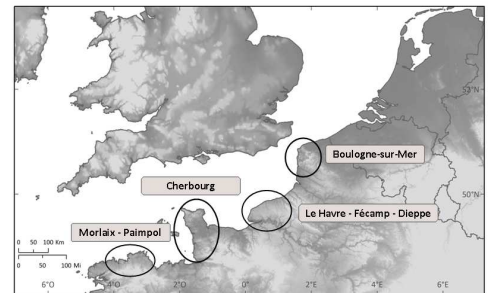 52°N
Boulogne-sur-Mer
Cherbourg
50°N
Le Havre - Fécamp - Dieppe
Morlaix - Paimpol
0 50 100 Km
0 50 100 Mi
6°O 4°O 2°O 0° 2°E 4°E 6°E